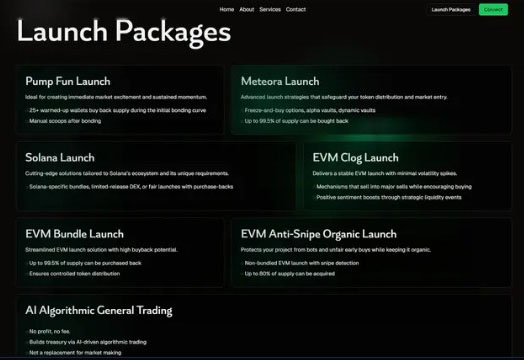 Home About Services Contact
Launch Packages Connect
Launch Packages
Pump Fun Launch
Ideal for creating immediate market excitement and sustained momentum.
25+ warmed-up wallets buy back supply during the initial bonding curve
Manual scoops after bonding
Meteora Launch
Advanced launch strategies that safeguard your token distribution and market entry.
Freeze-and-buy options, alpha vaults, dynamic vaults
Up to 99.5% of supply can be bought back
Solana Launch
Cutting-edge solutions tailored to Solana's ecosystem and its unique requirements.
Solana-specific bundles, limited-release DEX, or fair launches with purchase-backs
EVM Clog Launch
Delivers a stable EVM launch with minimal volatility spikes.
Mechanisms that sell into major sells while encouraging buying
Positive sentiment boosts through strategic liquidity events
EVM Bundle Launch
Streamlined EVM launch solution with high buyback potential.
Up to 99.5% of supply can be purchased back
Ensures controlled token distribution
EVM Anti-Snipe Organic Launch
Protects your project from bots and unfair early buys while keeping it organic.
Non-bundled EVM launch with snipe detection
Up to 80% of supply can be acquired
AI Algorithmic General Trading
No profit, no fee.
Builds treasury via AI-driven algorithmic trading
Not a replacement for market making